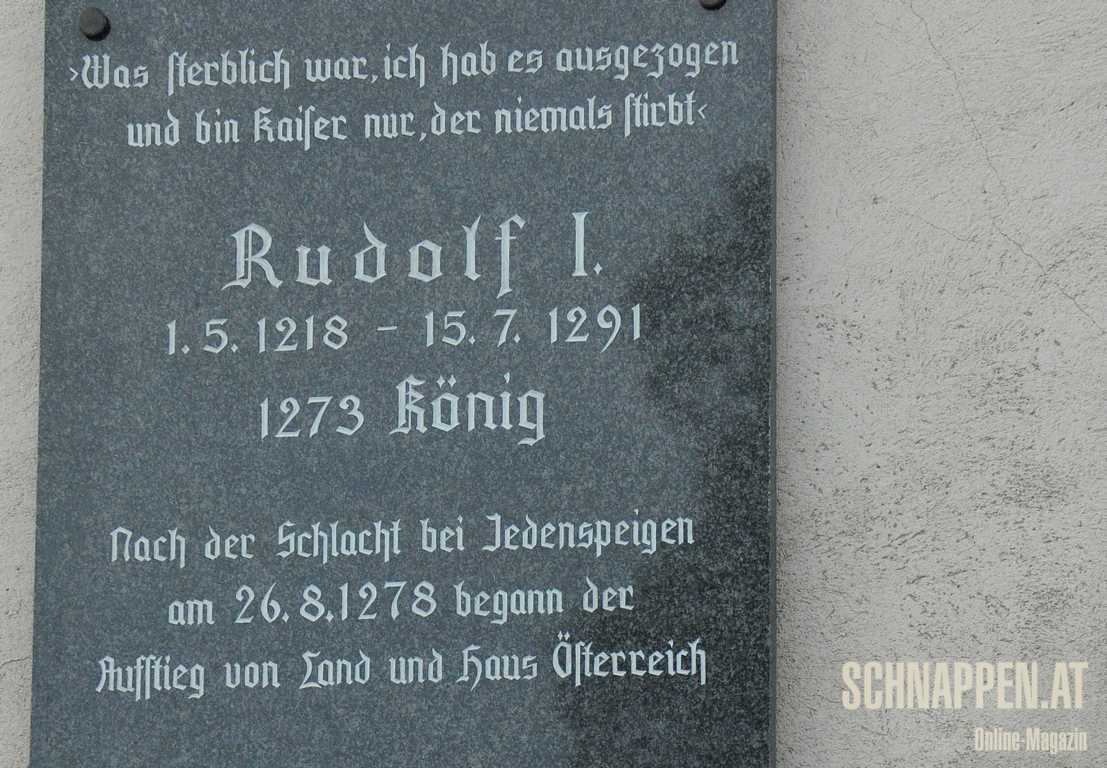 ›Was ſterblich war, ich hab es ausgezogen
und bin Kaiſer nur, der niemals ſtirbt‹
Rudolf I.
1.5.1218 – 15.7.1291
1273 König
Nach der Schlacht bei Jedenspeigen
am 26.8.1278 begann der
Aufſtieg von Land und Haus Öſterreich
SCHNAPPEN.AT
Online-Magazin